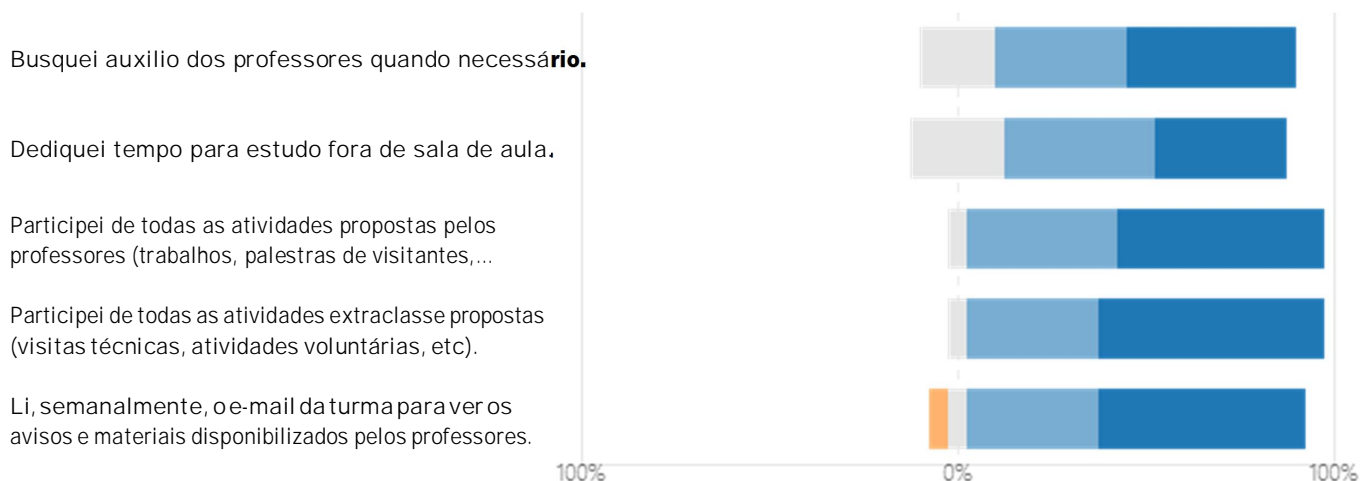 Busquei auxilio dos professores quando necessário.
Dediquei tempo para estudo fora de sala de aula.
Participei de todas as atividades propostas pelos
professores (trabalhos, palestras de visitantes,...
Participei de todas as atividades extraclasse propostas
(visitas técnicas, atividades voluntárias, etc).
Li, semanalmente, o e-mail da turma para ver os
avisos e materiais disponibilizados pelos professores.
100% 0% 100%